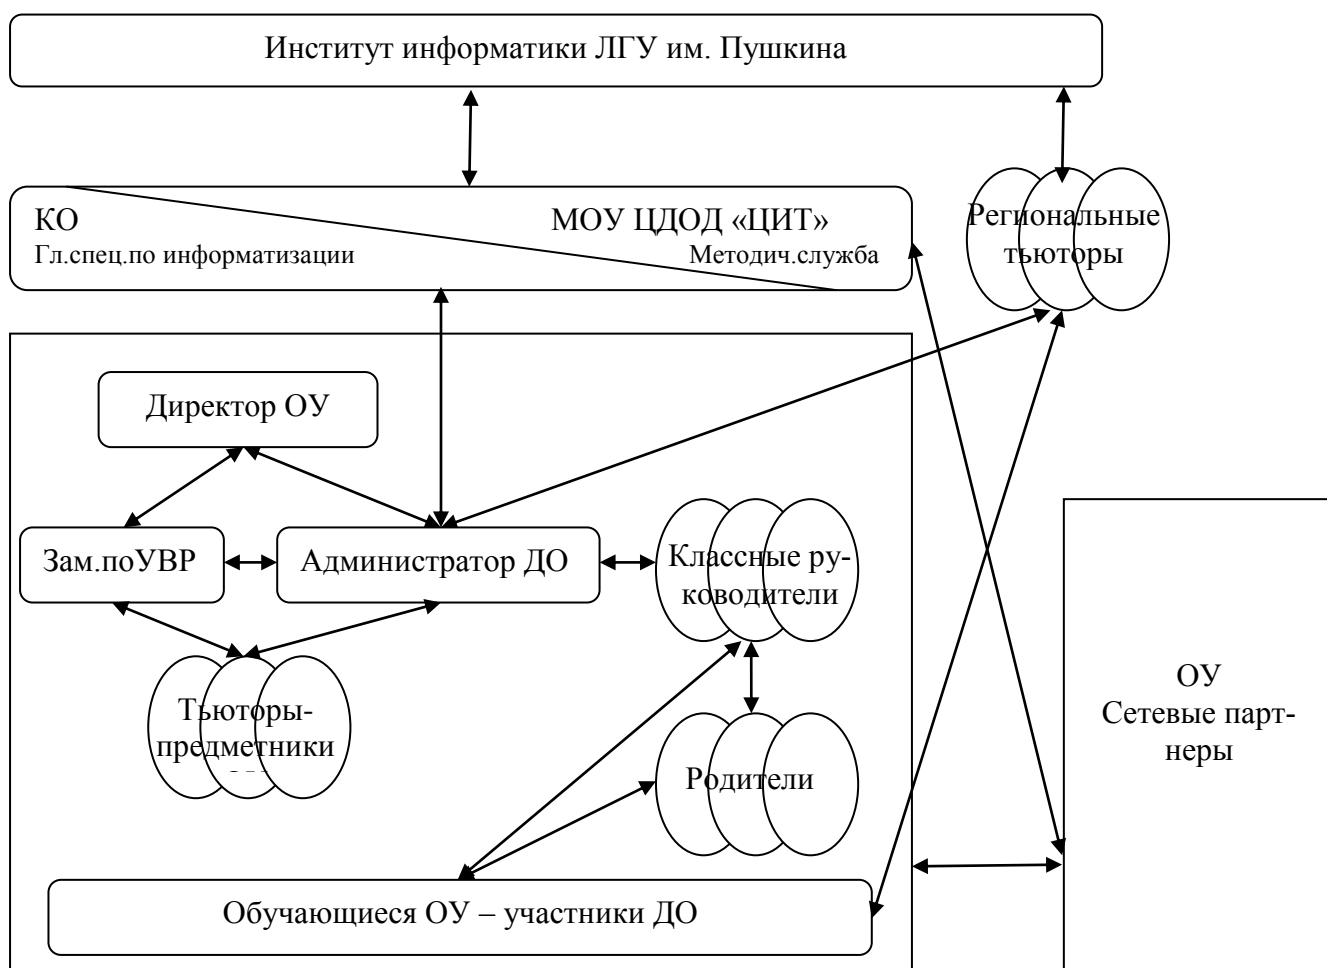 Институт информатики ЛГУ им. Пушкина
КО
МОУ ЦДОД «ЦИТ»
Гл.спец.по информатизации
Методич.служба
Региональные
тьюторы
Директор ОУ
Зам.поУВР
Администратор ДО
Классные ру-
ководители
Тьюторы-
предметники
Родители
ОУ
Сетевые парт-
неры
Обучающиеся ОУ – участники ДО